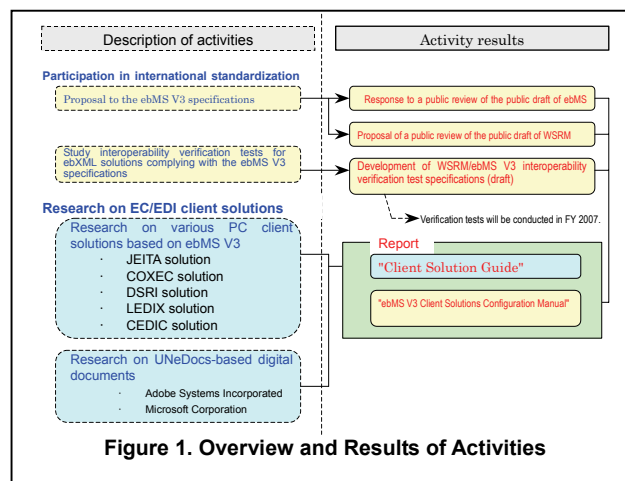 Description of activities
Activity results
Participation in international standardization
Proposal to the ebMS V3 specifications
Response to a public review of the public draft of ebMS
Proposal of a public review of the public draft of WSRM
Study interoperability verification tests for
ebXML solutions complying with the ebMS V3
specifications
Development of WSRM/ebMS V3 interoperability
verification test specifications (draft)
Verification tests will be conducted in FY 2007.
Research on EC/EDI client solutions
Research on various PC client
solutions based on ebMS V3
· JEITA solution
· COXEC solution
· DSRI solution
· LEDIX solution
· CEDIC solution
Report
"Client Solution Guide"
"ebMS V3 Client Solutions Configuration Manual"
Research on UNeDocs-based digital
documents
· Adobe Systems Incorporated
· Microsoft Corporation
Figure 1. Overview and Results of Activities